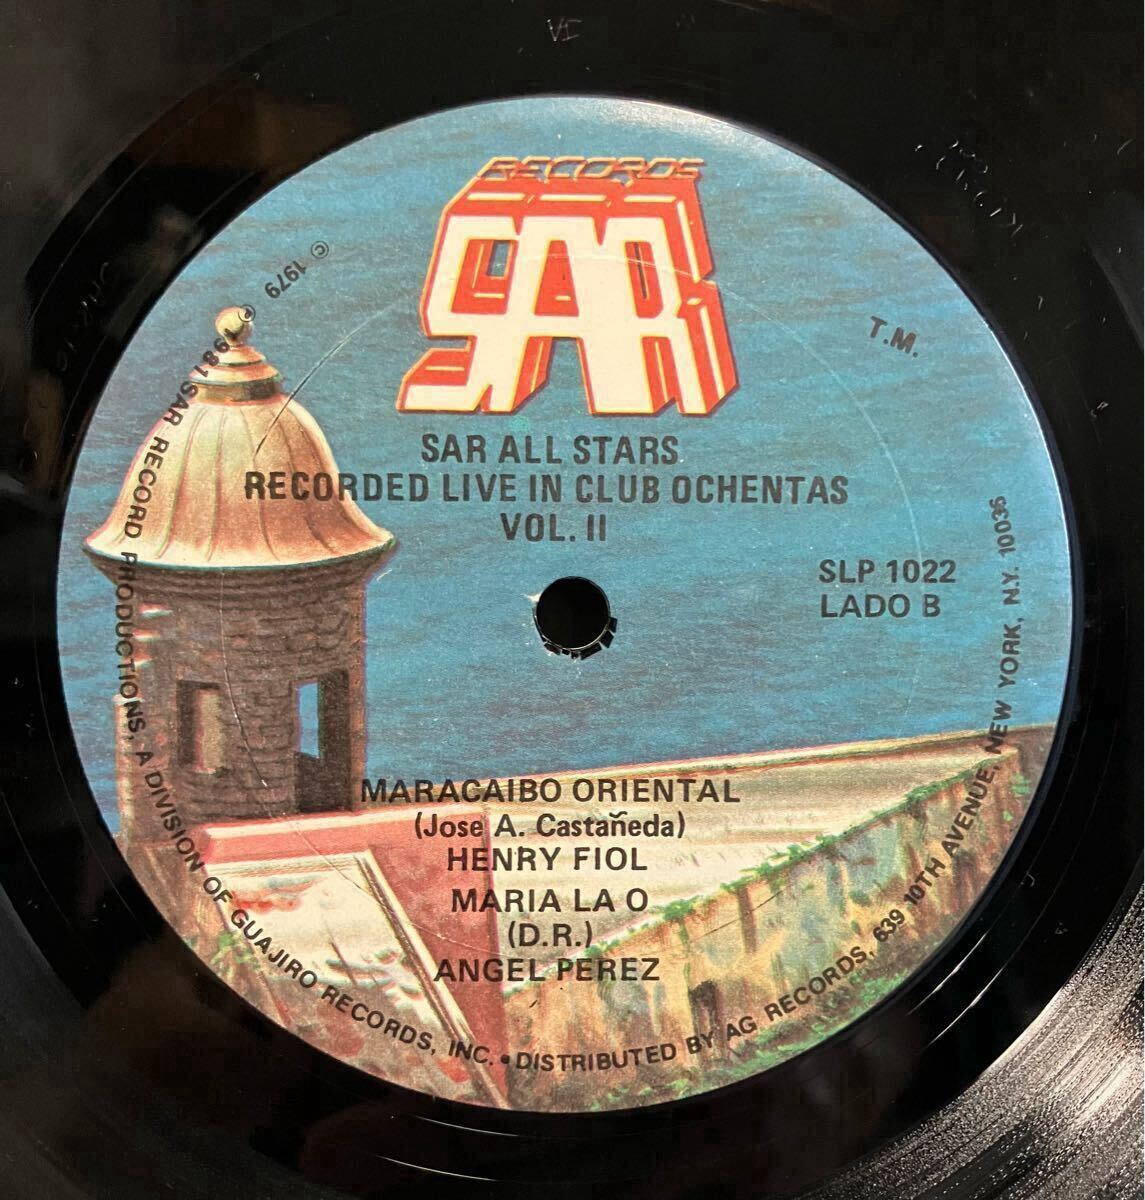 RECORDS
SAR
T.M.
SAR ALL STARS
RECORDED LIVE IN CLUB OCHENTAS
VOL. II
SLP 1022
LADO B
MARACAIBO ORIENTAL
(Jose A. Castañeda)
HENRY FIOL
MARIA LA O
(D.R.)
ANGEL PEREZ
© 1979
℗ 1981 SAR RECORD PRODUCTIONS, A DIVISION OF GUAJIRO RECORDS, INC. • DISTRIBUTED BY AG RECORDS, 639 10TH AVENUE, NEW YORK, N.Y. 10036